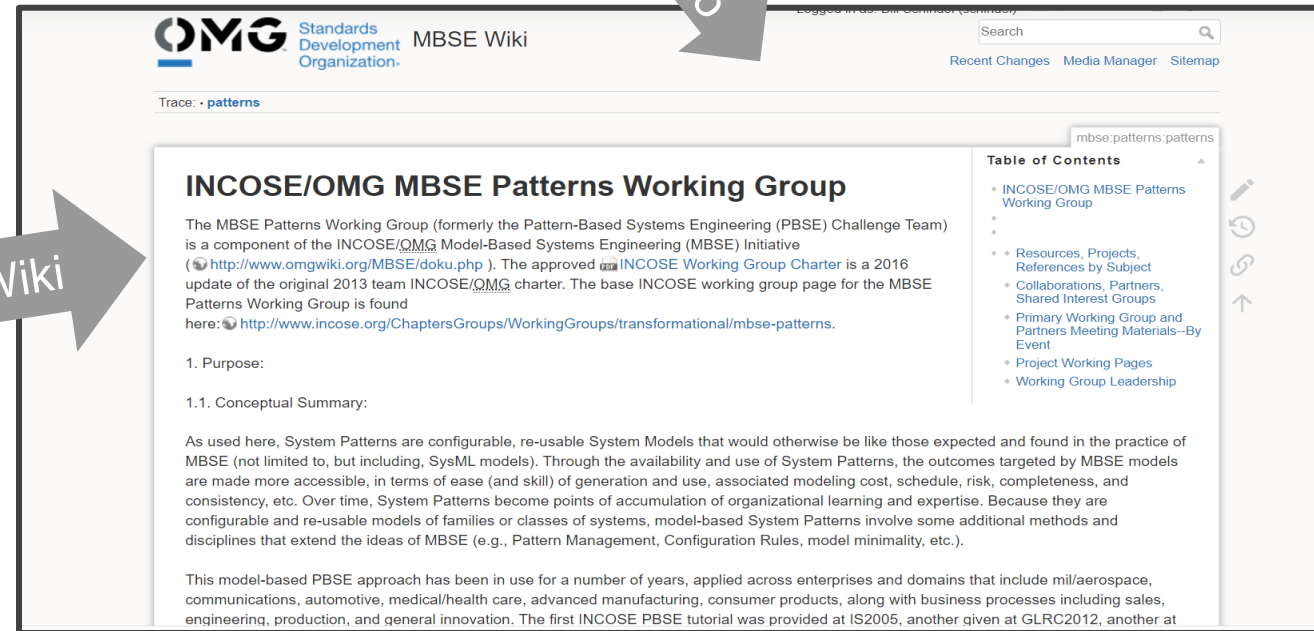 Logged in as: Bill Schindel (schindel)
OMG Standards
Development
Organization.
MBSE Wiki
Search
Recent Changes Media Manager Sitemap
Trace: • patterns
mbse:patterns:patterns
Wiki
INCOSE/OMG MBSE Patterns Working Group
The MBSE Patterns Working Group (formerly the Pattern-Based Systems Engineering (PBSE) Challenge Team)
is a component of the INCOSE/OMG Model-Based Systems Engineering (MBSE) Initiative
(http://www.omgwiki.org/MBSE/doku.php ). The approved INCOSE Working Group Charter is a 2016
update of the original 2013 team INCOSE/OMG charter. The base INCOSE working group page for the MBSE
Patterns Working Group is found
here: http://www.incose.org/ChaptersGroups/WorkingGroups/transformational/mbse-patterns.
1. Purpose:
1.1. Conceptual Summary:
Table of Contents
INCOSE/OMG MBSE Patterns
Working Group
Resources, Projects,
References by Subject
Collaborations, Partners,
Shared Interest Groups
Primary Working Group and
Partners Meeting Materials--By
Event
Project Working Pages
Working Group Leadership
As used here, System Patterns are configurable, re-usable System Models that would otherwise be like those expected and found in the practice of
MBSE (not limited to, but including, SysML models). Through the availability and use of System Patterns, the outcomes targeted by MBSE models
are made more accessible, in terms of ease (and skill) of generation and use, associated modeling cost, schedule, risk, completeness, and
consistency, etc. Over time, System Patterns become points of accumulation of organizational learning and expertise. Because they are
configurable and re-usable models of families or classes of systems, model-based System Patterns involve some additional methods and
disciplines that extend the ideas of MBSE (e.g., Pattern Management, Configuration Rules, model minimality, etc.).
This model-based PBSE approach has been in use for a number of years, applied across enterprises and domains that include mil/aerospace,
communications, automotive, medical/health care, advanced manufacturing, consumer products, along with business processes including sales,
engineering, production, and general innovation. The first INCOSE PBSE tutorial was provided at IS2005, another given at GLRC2012, another at